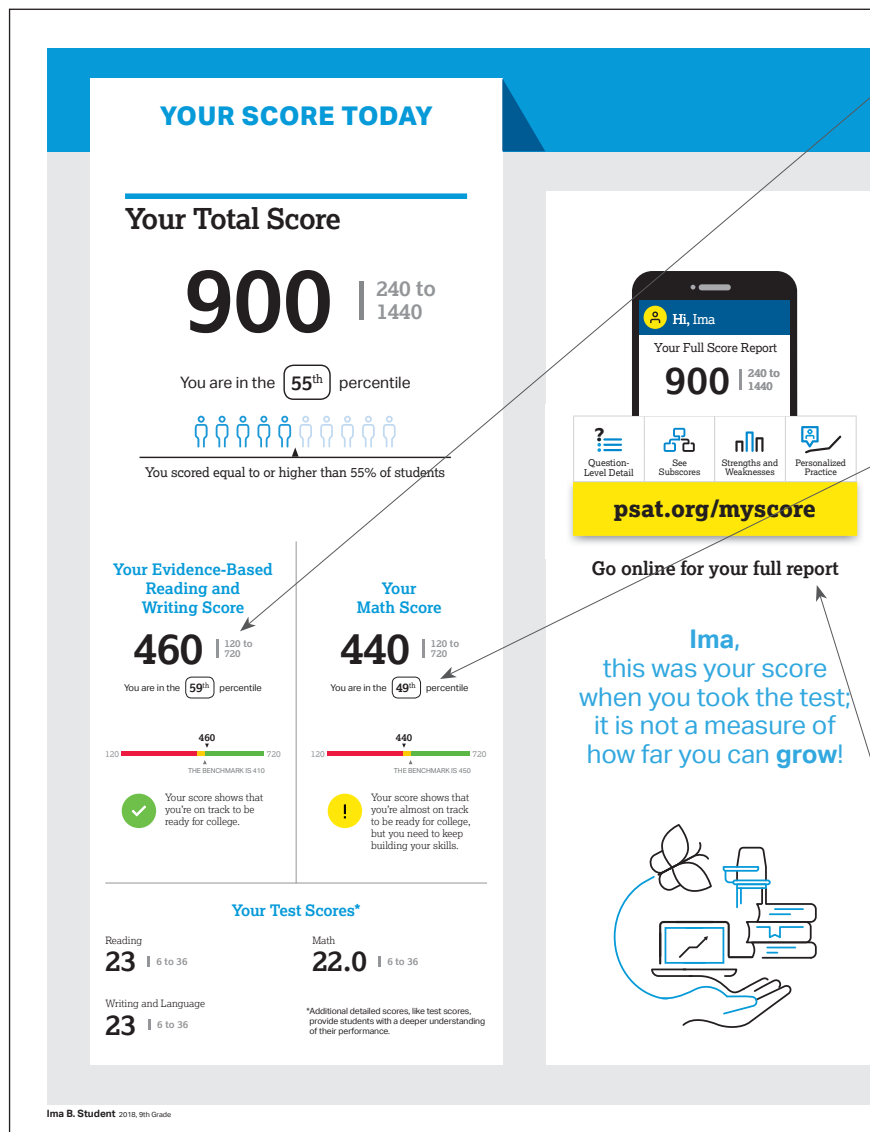 YOUR SCORE TODAY
Your Total Score
900
240 to
1440
You are in the 55th percentile
You scored equal to or higher than 55% of students
Your Evidence-Based
Reading and
Writing Score
460
120 to
720
You are in the 59th percentile
460
120
720
THE BENCHMARK IS 410
Your score shows that
you're on track to be
ready for college.
Your
Math Score
440
120 to
720
You are in the 49th percentile
440
120
720
THE BENCHMARK IS 450
!
Your score shows that
you're almost on track
to be ready for college,
but you need to keep
building your skills.
Your Test Scores*
Reading
23
6 to 36
Math
22.0
6 to 36
Writing and Language
23
6 to 36
*Additional detailed scores, like test scores,
provide students with a deeper understanding
of their performance.
Hi, Ima
Your Full Score Report
900
240 to
1440
?
Question-
Level Detail
See
Subscores
Strengths and
Weaknesses
Personalized
Practice
psat.org/myscore
Go online for your full report
Ima,
this was your score
when you took the test;
it is not a measure of
how far you can grow!
Ima B. Student 2018, 9th Grade